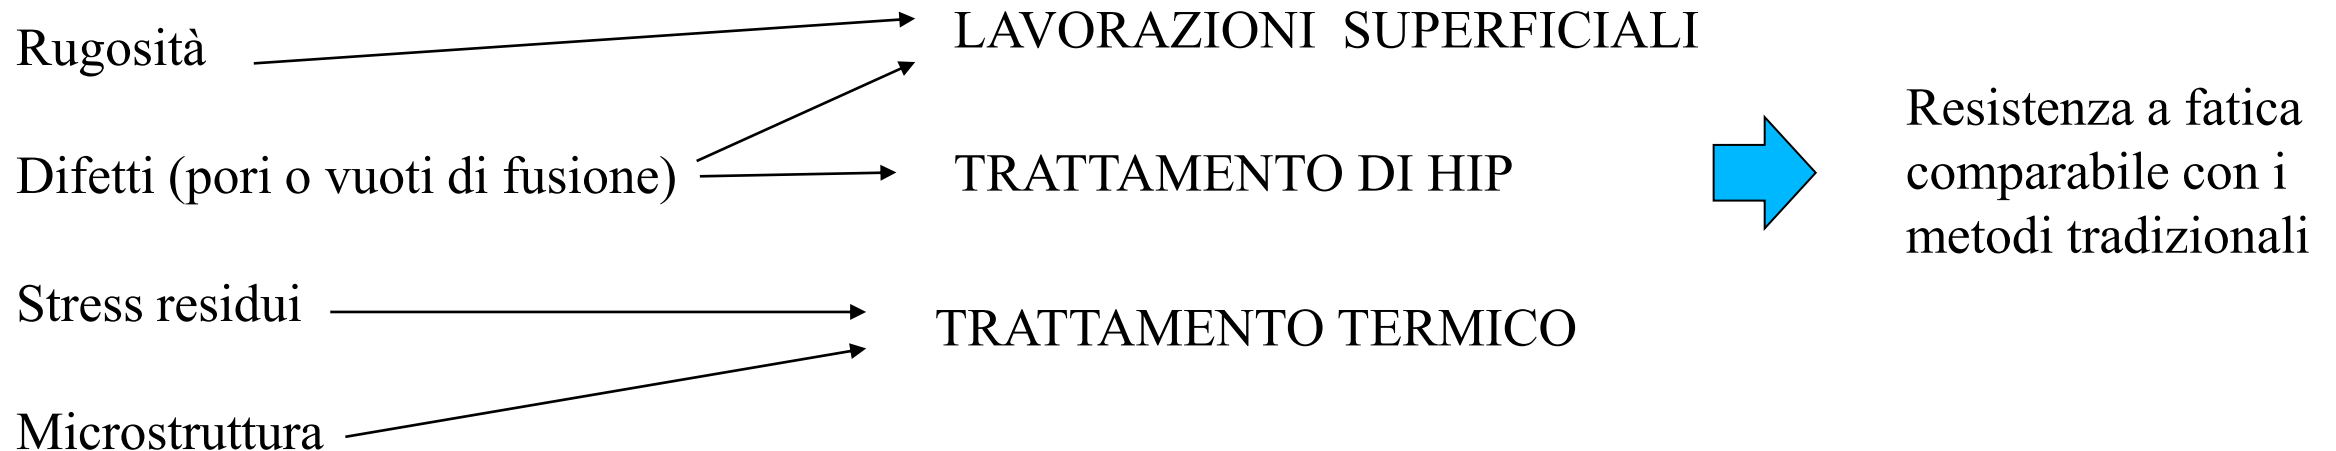 Rugosità
LAVORAZIONI SUPERFICIALI
Difetti (pori o vuoti di fusione)
TRATTAMENTO DI HIP
Stress residui
TRATTAMENTO TERMICO
Microstruttura
Resistenza a fatica
comparabile con i
metodi tradizionali